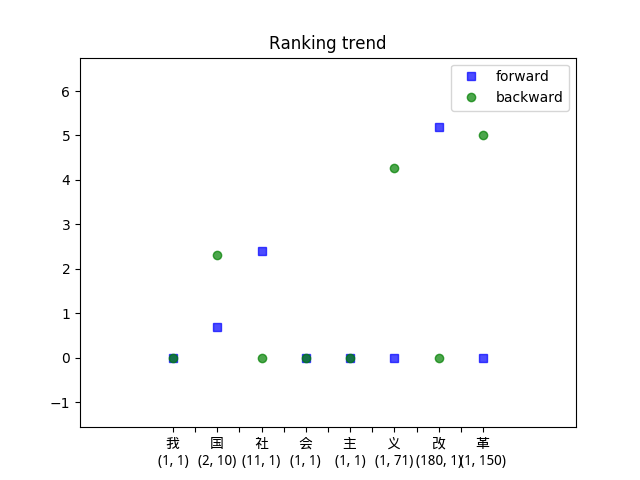 Ranking trend
forward
backward
6
5
4
3
2
1
0
−1
我 国 社 会 主 义 改 革
(1, 1) (2, 10) (11, 1) (1, 1) (1, 1) (1, 71) (180, 1) (1, 150)